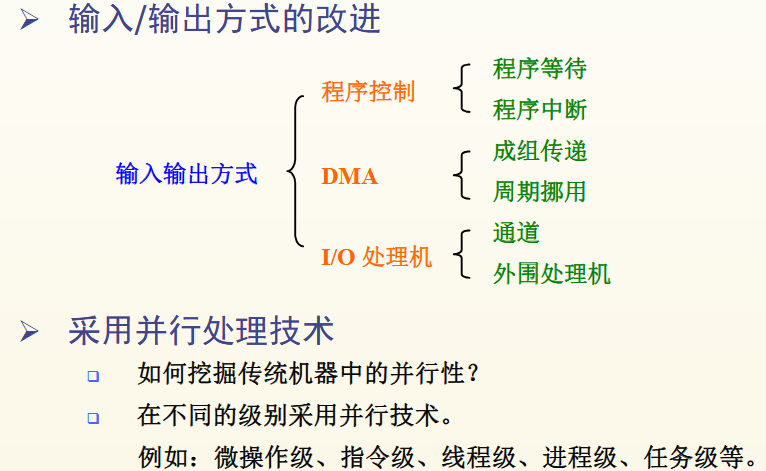 输入/输出方式的改进
程序等待
程序控制
程序中断
成组传递
输入输出方式
DMA
周期挪用
通道
I/O 处理机
外围处理机
采用并行处理技术
如何挖掘传统机器中的并行性?
在不同的级别采用并行技术。
例如：微操作级、指令级、线程级、进程级、任务级等。